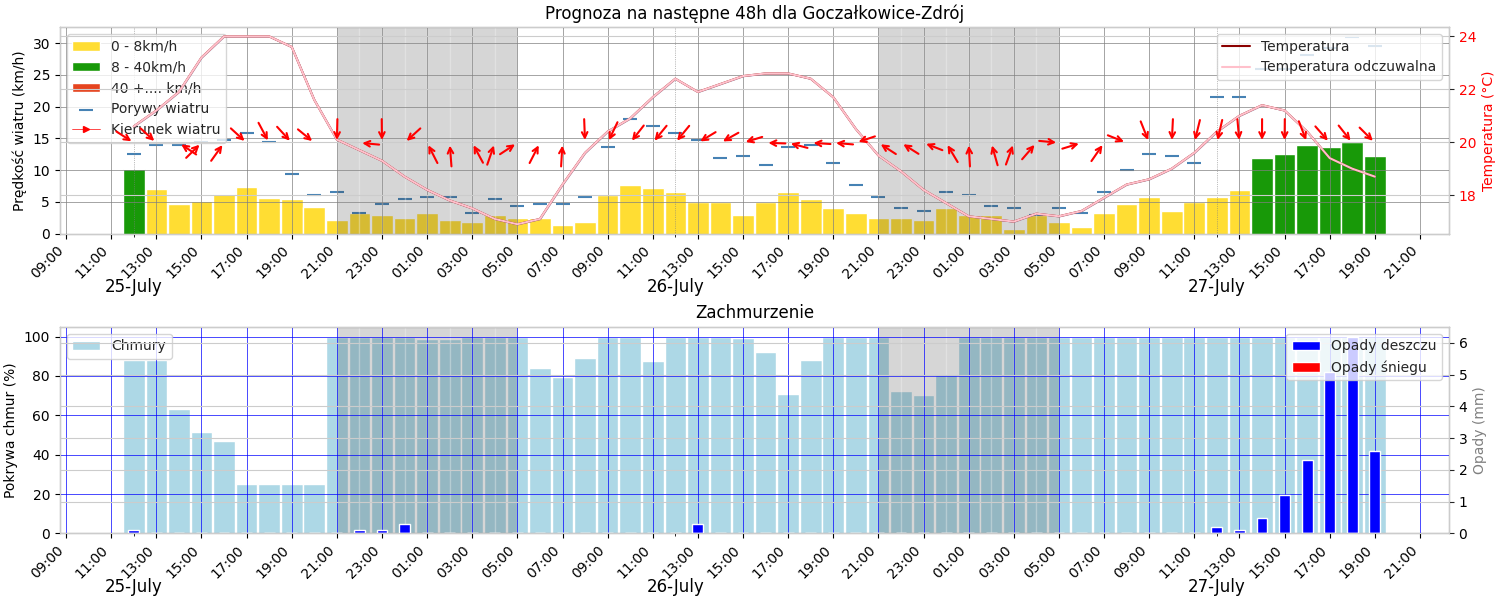 Prognoza na następne 48h dla Goczałkowice-Zdrój
Prędkość wiatru (km/h)
30
25
20
15
10
5
0
0 - 8km/h
8 - 40km/h
40 +.... km/h
Porywy wiatru
Kierunek wiatru
Temperatura
Temperatura odczuwalna
24
22
20
18
Temperatura (°C)
09:00 11:00 13:00 15:00 17:00 19:00 21:00 23:00 01:00 03:00 05:00 07:00 09:00 11:00 13:00 15:00 17:00 19:00 21:00 23:00 01:00 03:00 05:00 07:00 09:00 11:00 13:00 15:00 17:00 19:00 21:00
25-July 26-July 27-July
Zachmurzenie
Pokrywa chmur (%)
100
80
60
40
20
0
Chmury
Opady deszczu
Opady śniegu
6
5
4
3
2
1
0
Opady (mm)
09:00 11:00 13:00 15:00 17:00 19:00 21:00 23:00 01:00 03:00 05:00 07:00 09:00 11:00 13:00 15:00 17:00 19:00 21:00 23:00 01:00 03:00 05:00 07:00 09:00 11:00 13:00 15:00 17:00 19:00 21:00
25-July 26-July 27-July